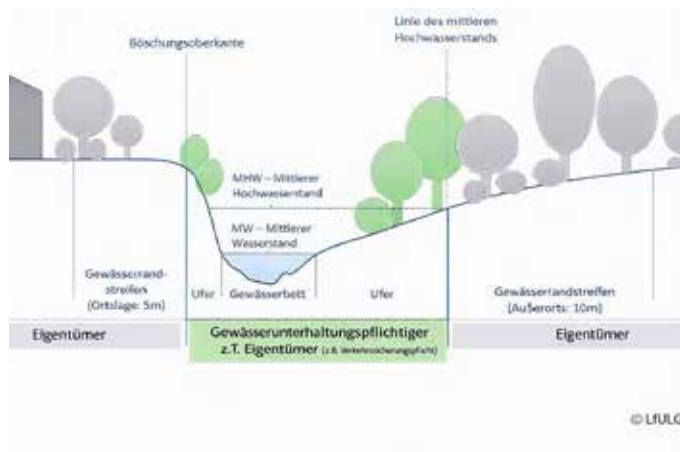 Linie des mittleren
Hochwasserstands
Böschungsoberkante
MHW – Mittlerer
Hochwasserstand
MW – Mittlerer
Wasserstand
Gewässerrand-
streifen
(Ortslage: 5m)
Ufer
Gewässerbett
Ufer
Gewässerrandstreifen
(Außerorts: 10m)
Eigentümer
Gewässerunterhaltungspflichtiger
z.T. Eigentümer (z.B. Verkehrssicherungspflicht)
Eigentümer
© LfULG